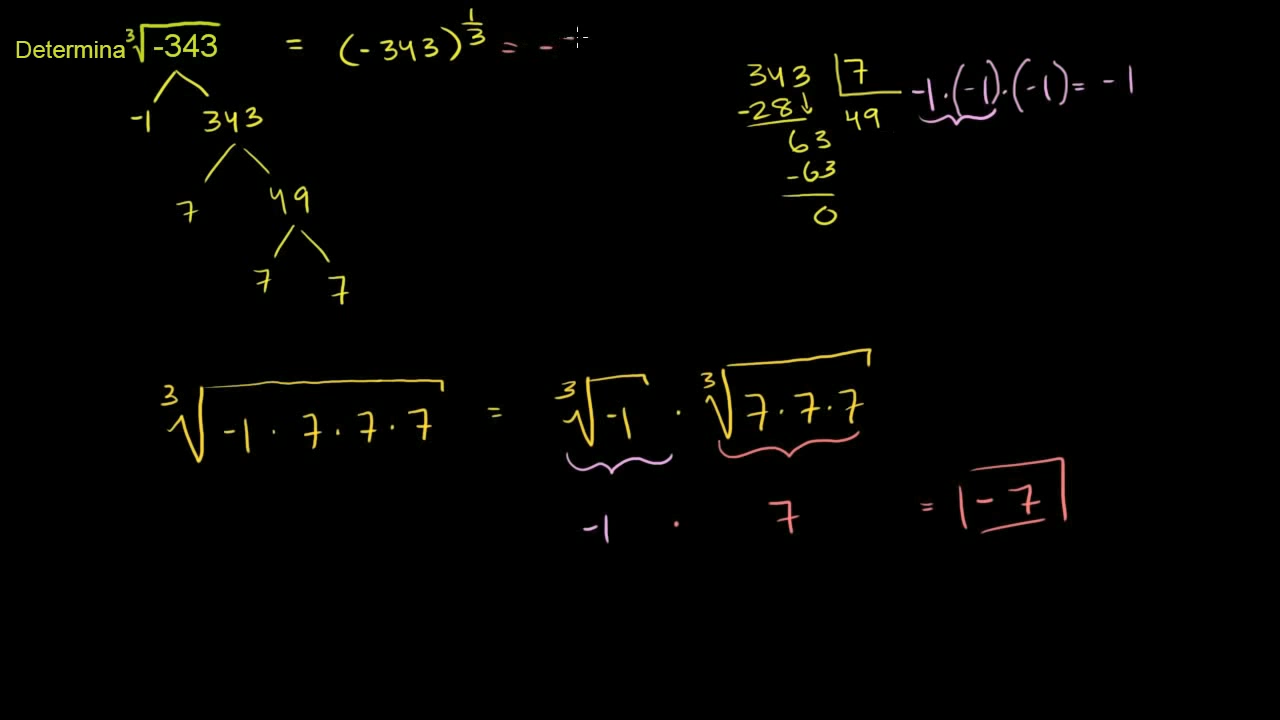 Determina ∛-343 = (-343)^(1/3) = -
-1 343
7 49
7 7
343 | 7
-28↓ 49
63
-63
0
-1·(-1)·(-1) = -1
∛(-1·7·7·7) = ∛-1 · ∛(7·7·7)
-1 · 7 = -7